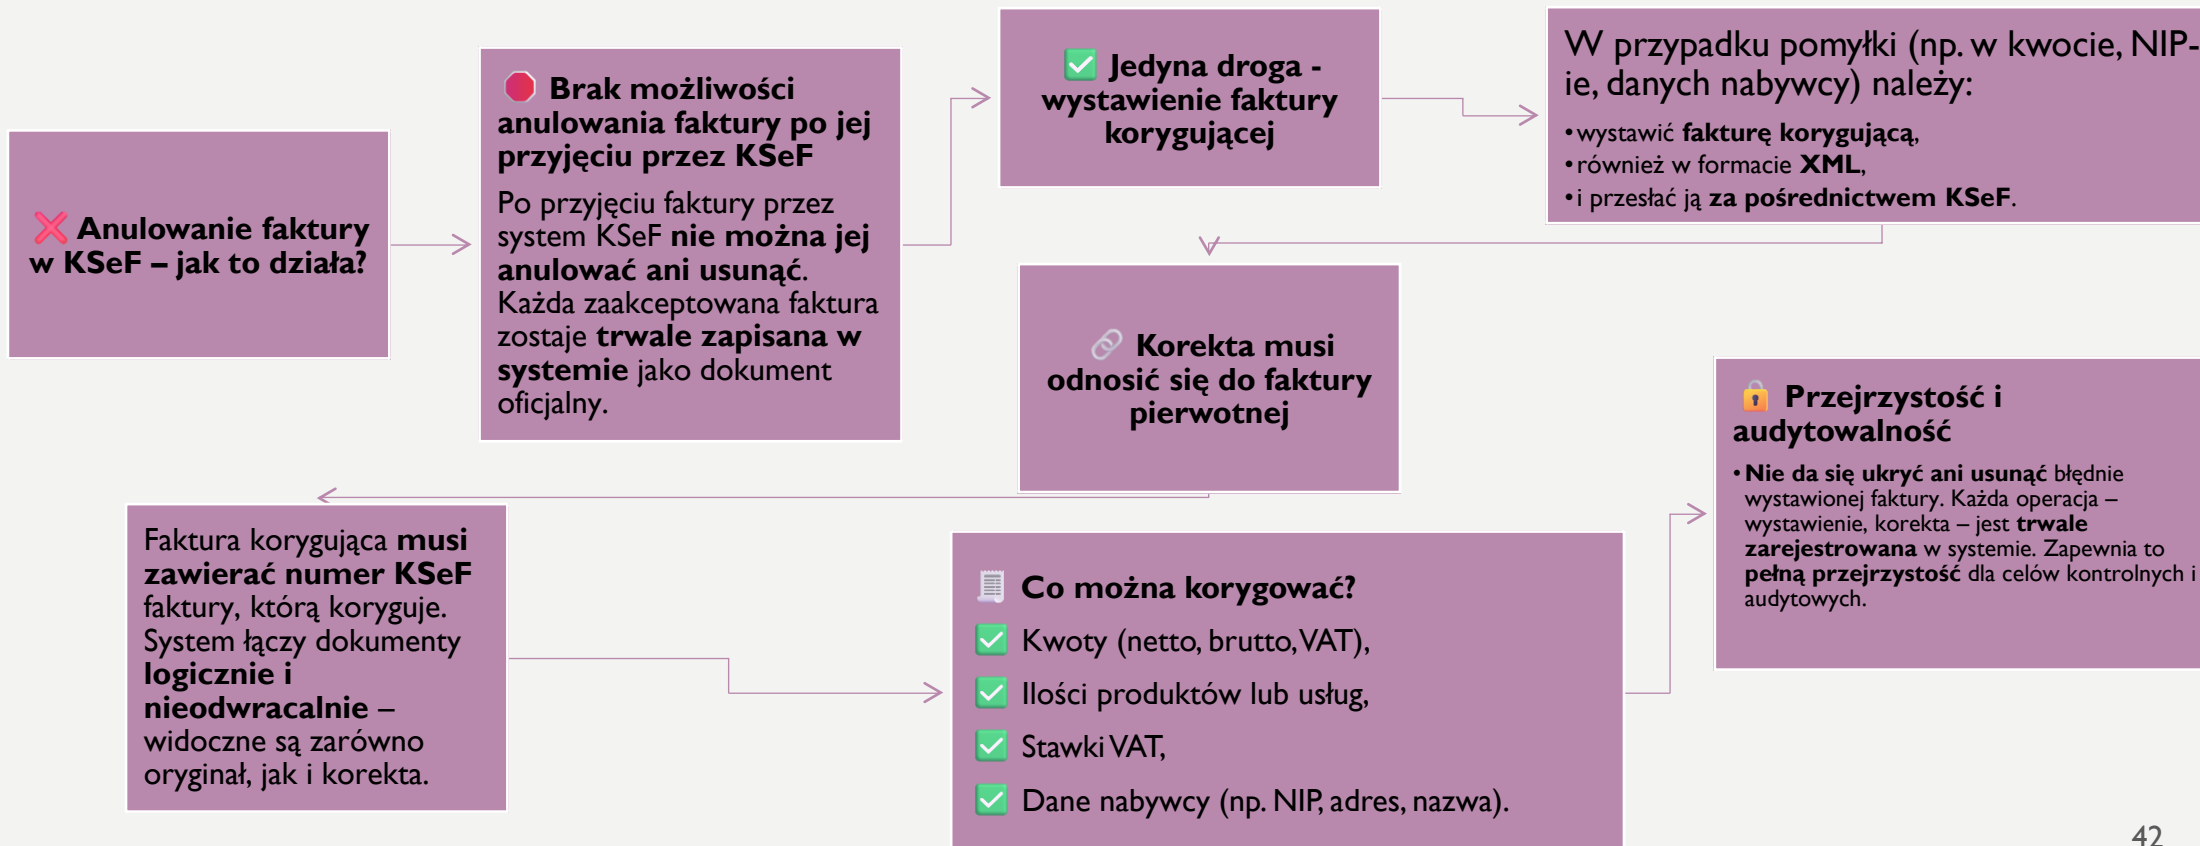 ❌ Anulowanie faktury
w KSeF – jak to działa?
🛑 Brak możliwości
anulowania faktury po jej
przyjęciu przez KSeF
Po przyjęciu faktury przez
system KSeF nie można jej
anulować ani usunąć.
Każda zaakceptowana faktura
zostaje trwale zapisana w
systemie jako dokument
oficjalny.
✅ Jedyna droga -
wystawienie faktury
korygującej
W przypadku pomyłki (np. w kwocie, NIP-
ie, danych nabywcy) należy:
•wystawić fakturę korygującą,
•również w formacie XML,
•i przesłać ją za pośrednictwem KSeF.
🔗 Korekta musi
odnosić się do faktury
pierwotnej
Faktura korygująca musi
zawierać numer KSeF
faktury, którą koryguje.
System łączy dokumenty
logicznie i
nieodwracalnie –
widoczne są zarówno
oryginał, jak i korekta.
🧾 Co można korygować?
✅ Kwoty (netto, brutto, VAT),
✅ Ilości produktów lub usług,
✅ Stawki VAT,
✅ Dane nabywcy (np. NIP, adres, nazwa).
🔒 Przejrzystość i
audytowalność
•Nie da się ukryć ani usunąć błędnie
wystawionej faktury. Każda operacja –
wystawienie, korekta – jest trwale
zarejestrowana w systemie. Zapewnia to
pełną przejrzystość dla celów kontrolnych i
audytowych.
42